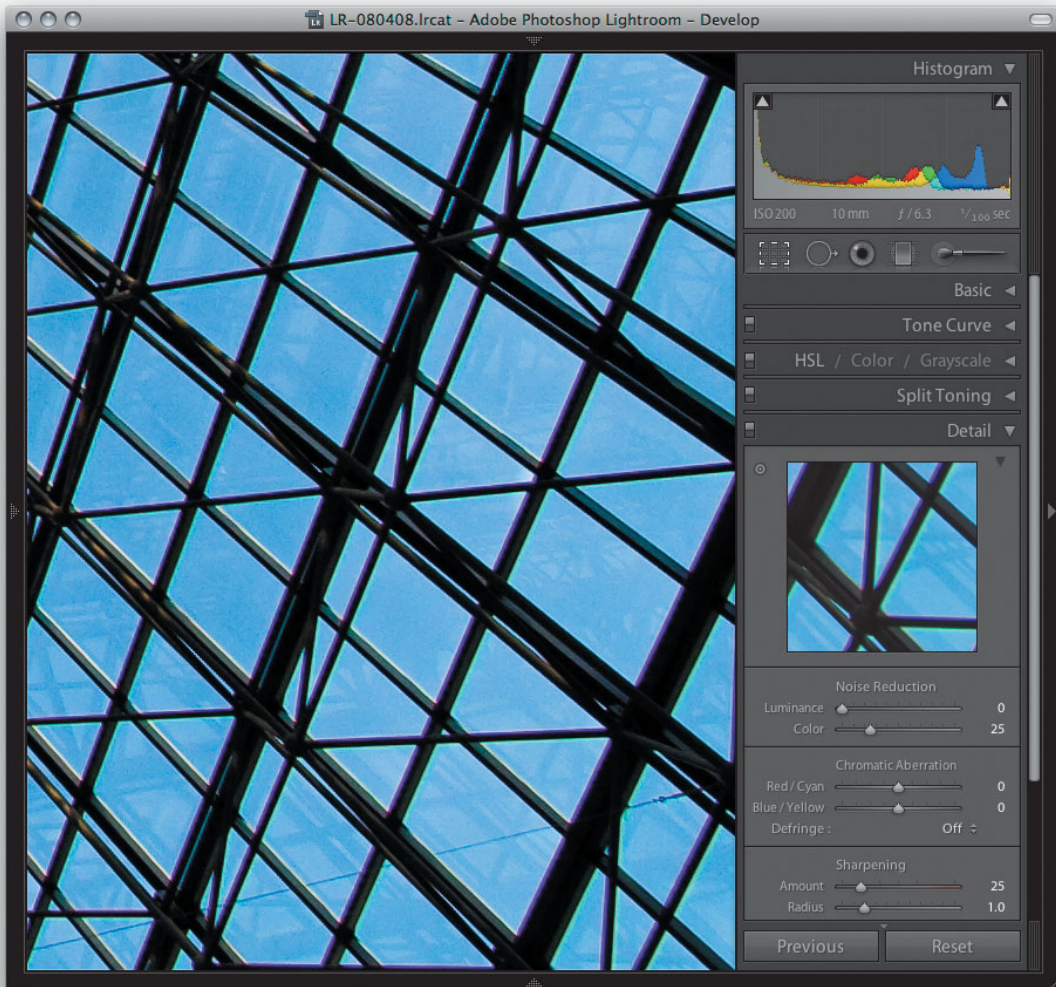 LR-080408.lrcat – Adobe Photoshop Lightroom – Develop
Histogram
ISO 200 10 mm ƒ / 6.3 1/100 sec
Basic
Tone Curve
HSL / Color / Grayscale
Split Toning
Detail
Noise Reduction
Luminance 0
Color 25
Chromatic Aberration
Red / Cyan 0
Blue / Yellow 0
Defringe : Off
Sharpening
Amount 25
Radius 1.0
Previous Reset